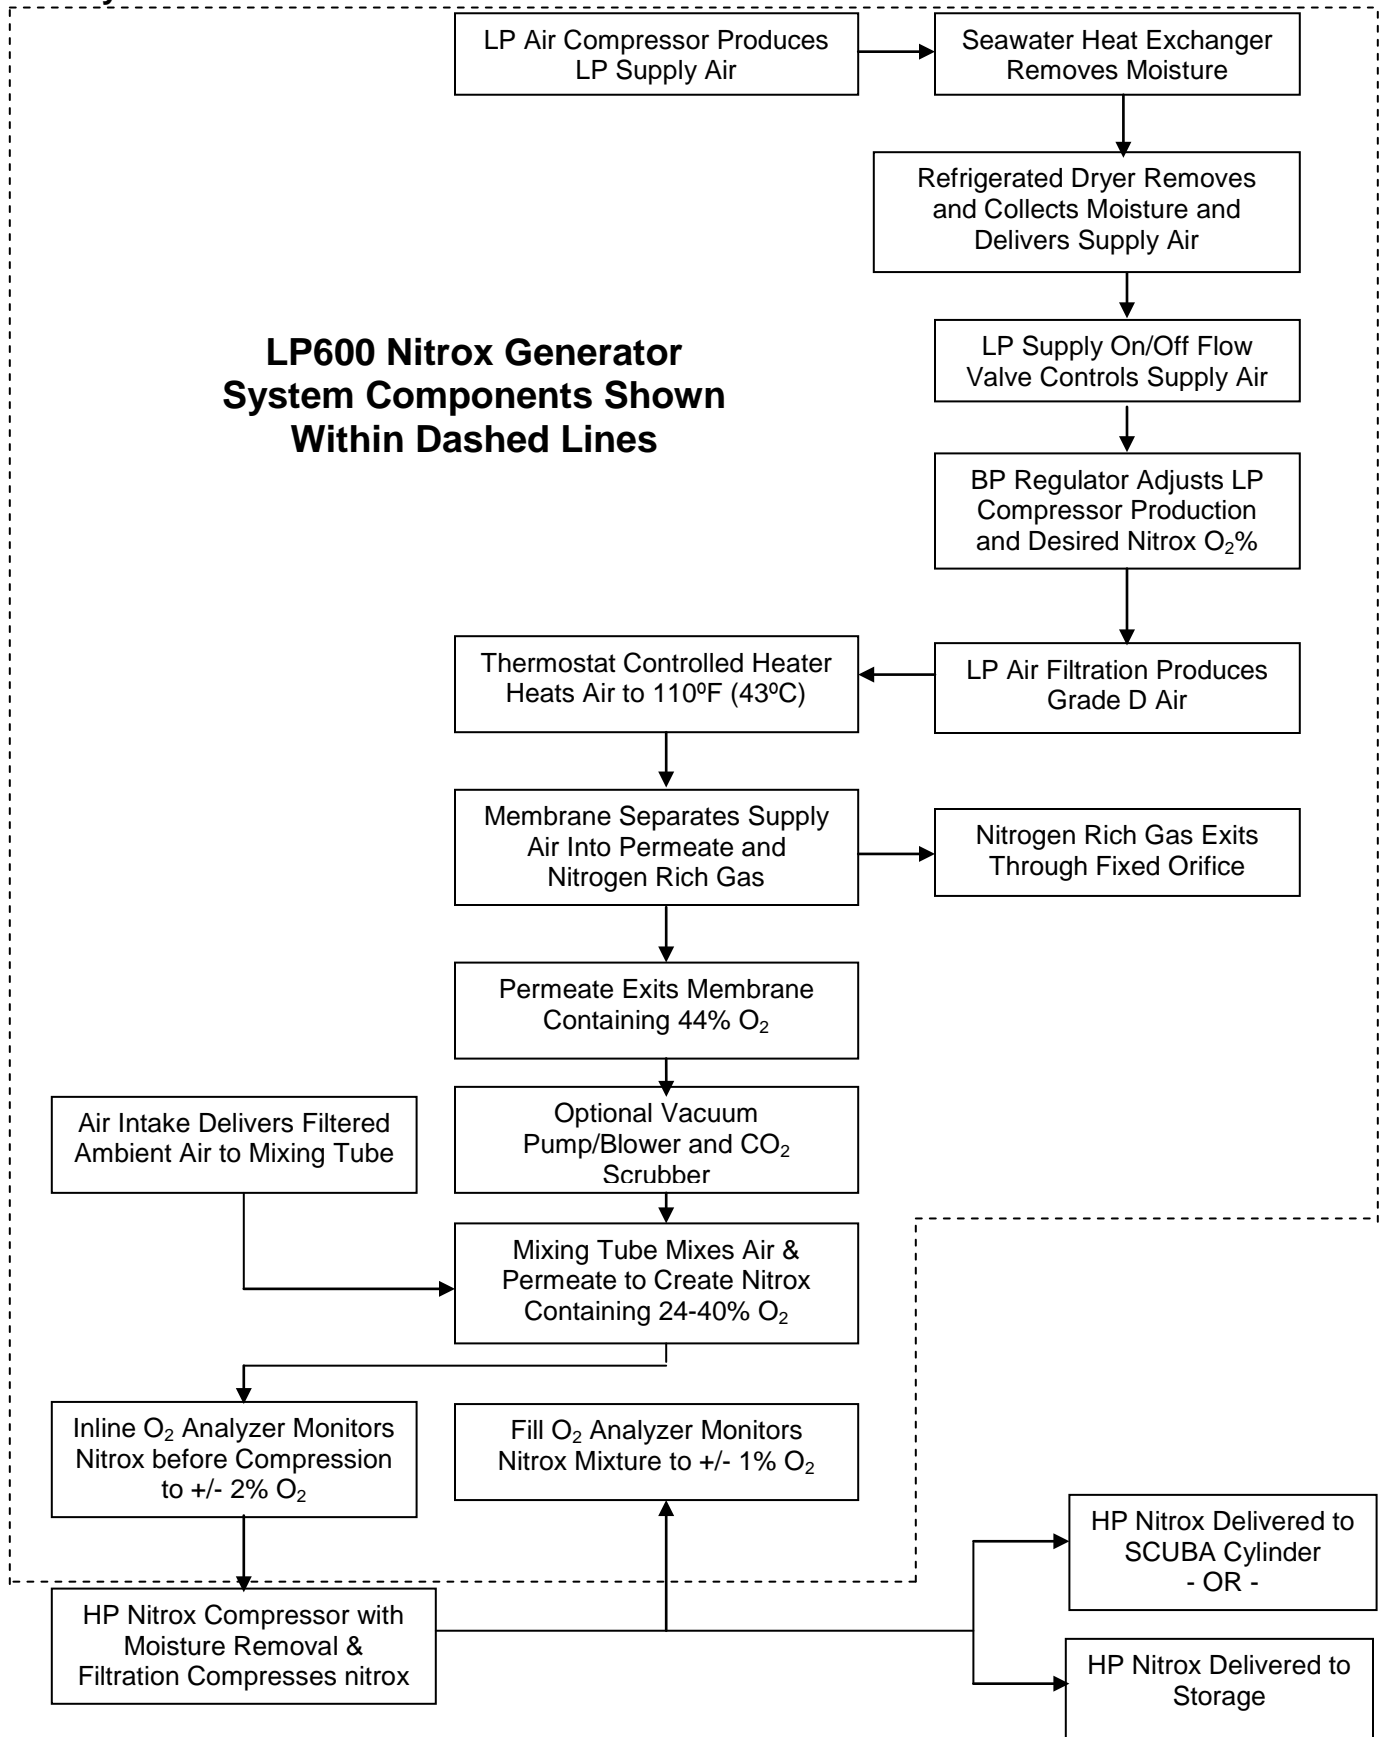 LP Air Compressor Produces
LP Supply Air
Seawater Heat Exchanger
Removes Moisture
Refrigerated Dryer Removes
and Collects Moisture and
Delivers Supply Air
LP600 Nitrox Generator
System Components Shown
Within Dashed Lines
LP Supply On/Off Flow
Valve Controls Supply Air
BP Regulator Adjusts LP
Compressor Production
and Desired Nitrox O₂%
LP Air Filtration Produces
Grade D Air
Thermostat Controlled Heater
Heats Air to 110ºF (43ºC)
Membrane Separates Supply
Air Into Permeate and
Nitrogen Rich Gas
Nitrogen Rich Gas Exits
Through Fixed Orifice
Permeate Exits Membrane
Containing 44% O₂
Optional Vacuum
Pump/Blower and CO₂
Scrubber
Air Intake Delivers Filtered
Ambient Air to Mixing Tube
Mixing Tube Mixes Air &
Permeate to Create Nitrox
Containing 24-40% O₂
Inline O₂ Analyzer Monitors
Nitrox before Compression
to +/- 2% O₂
Fill O₂ Analyzer Monitors
Nitrox Mixture to +/- 1% O₂
HP Nitrox Compressor with
Moisture Removal &
Filtration Compresses nitrox
HP Nitrox Delivered to
SCUBA Cylinder
- OR -
HP Nitrox Delivered to
Storage